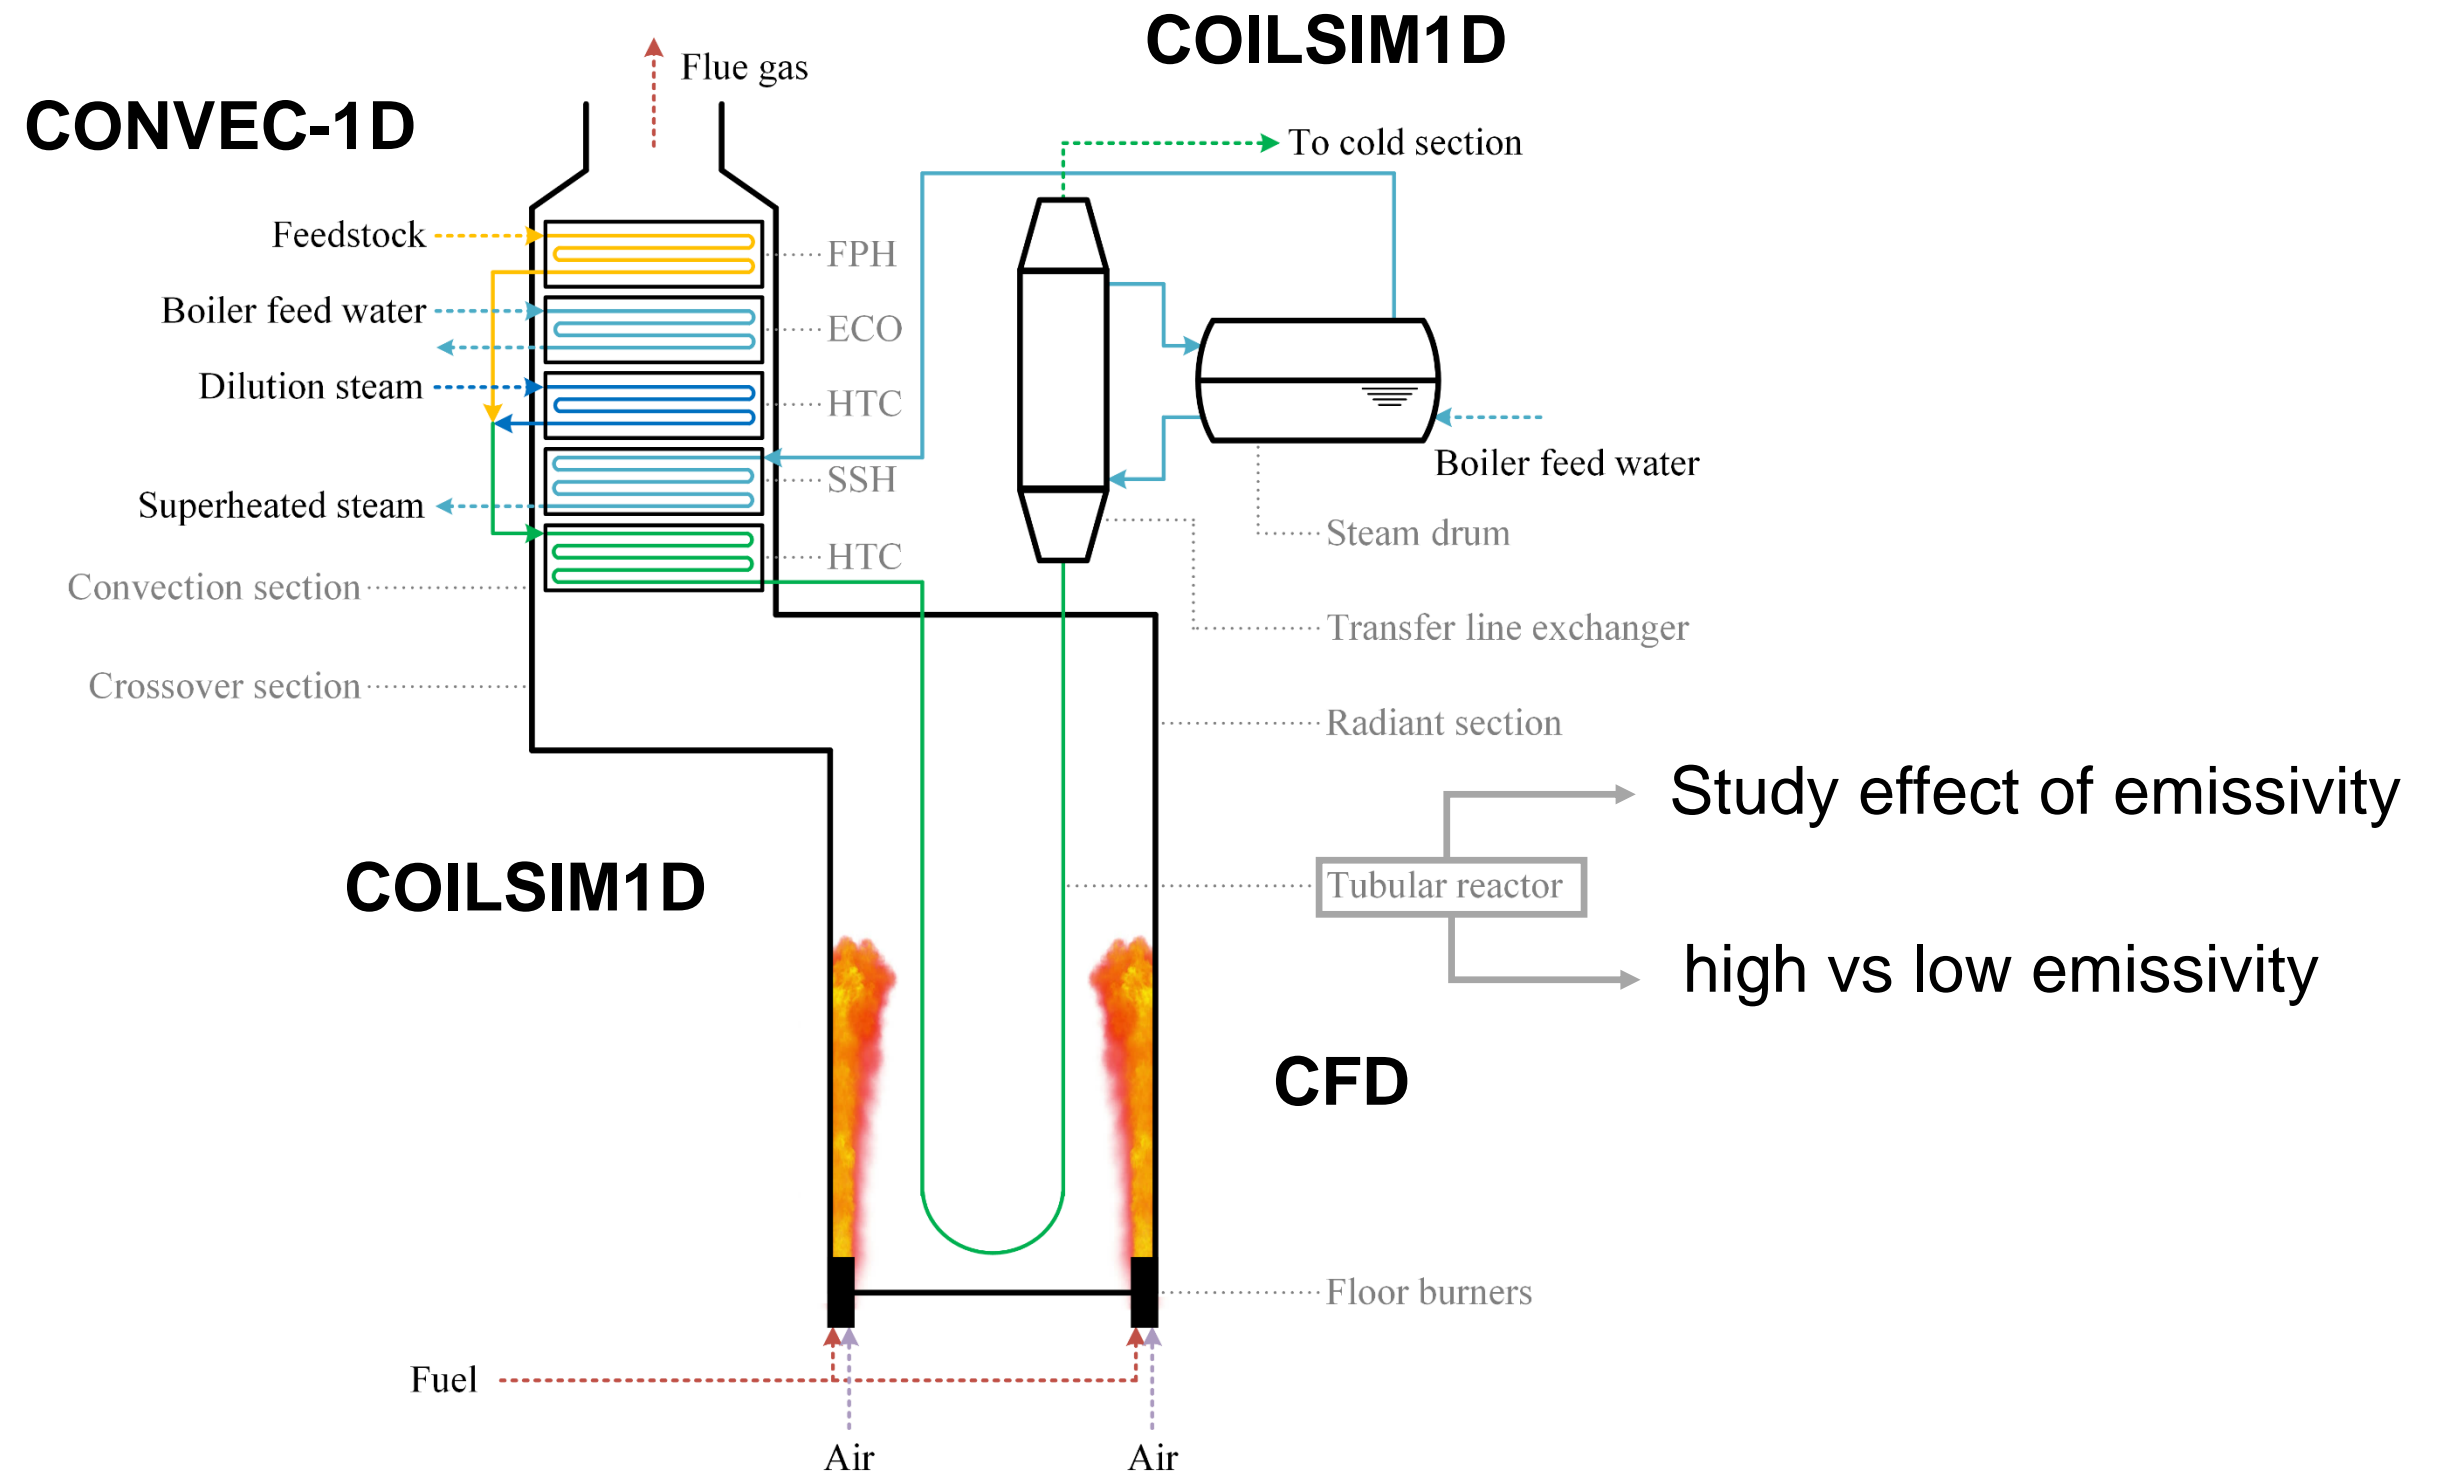 COILSIM1D
Flue gas
CONVEC-1D
To cold section
Feedstock
FPH
Boiler feed water
ECO
Dilution steam
HTC
Boiler feed water
SSH
Superheated steam
Steam drum
HTC
Convection section
Transfer line exchanger
Crossover section
Radiant section
Study effect of emissivity
COILSIM1D
Tubular reactor
high vs low emissivity
CFD
Floor burners
Fuel
Air
Air